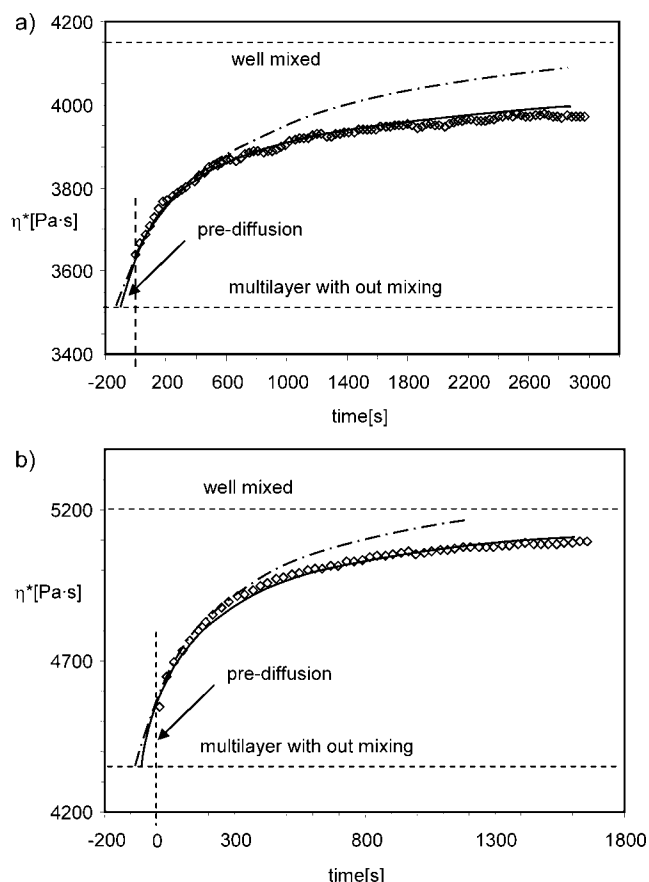 a)
4200
well mixed
4000
3800
η*[Pa·s]
pre-diffusion
3600
multilayer with out mixing
3400
-200 200 600 1000 1400 1800 2200 2600 3000
time[s]
b)
well mixed
5200
η*[Pa·s]
4700
pre-diffusion
multilayer with out mixing
4200
-200 0 300 800 1300 1800
time[s]